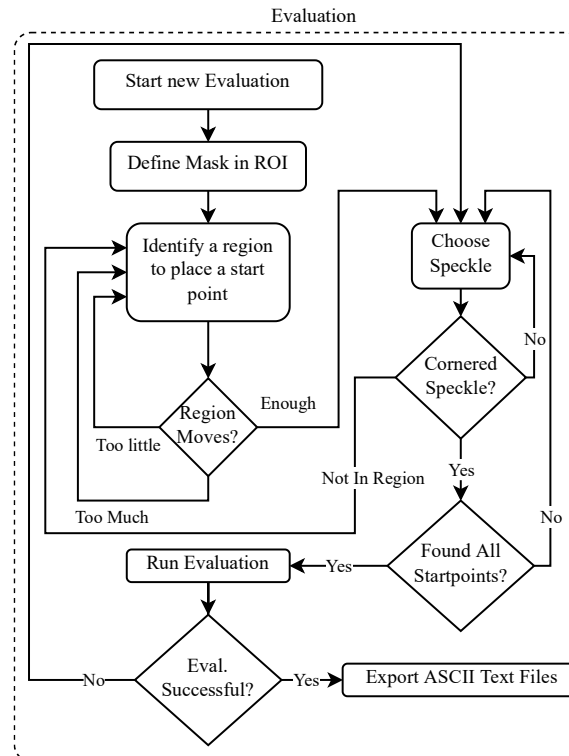 Evaluation
Start new Evaluation
Define Mask in ROI
Identify a region
to place a start
point
Region
Moves?
Too little
Too Much
Enough
Choose
Speckle
Cornered
Speckle?
No
Not In Region
Yes
Found All
Startpoints?
No
Yes
Run Evaluation
Eval.
Successful?
No
Yes
Export ASCII Text Files